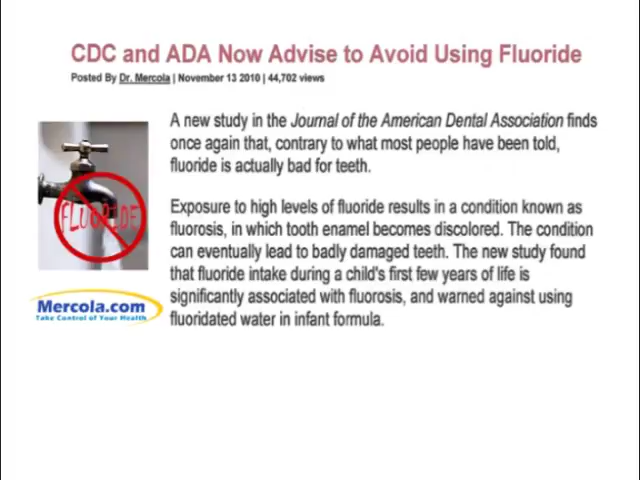 CDC and ADA Now Advise to Avoid Using Fluoride
Posted By Dr. Mercola | November 13 2010 | 44,702 views
A new study in the Journal of the American Dental Association finds
once again that, contrary to what most people have been told,
fluoride is actually bad for teeth.
FLUORIDE
Exposure to high levels of fluoride results in a condition known as
fluorosis, in which tooth enamel becomes discolored. The condition
can eventually lead to badly damaged teeth. The new study found
that fluoride intake during a child's first few years of life is
significantly associated with fluorosis, and warned against using
fluoridated water in infant formula.
Mercola.com
Take Control of Your Health